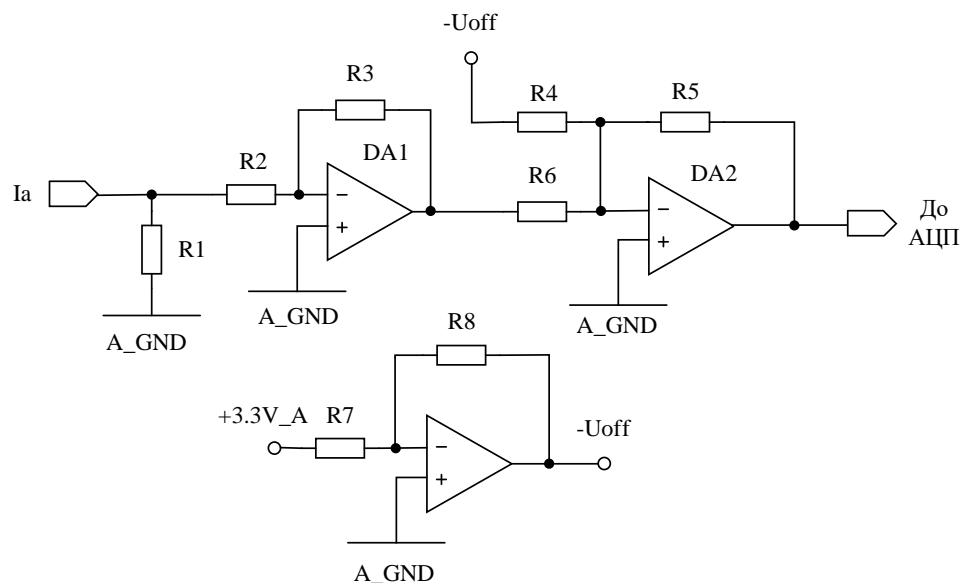 -Uoff
R3
R4
R5
R2
DA1
R6
DA2
Ia
−
+
−
+
До
АЦП
R1
A_GND
A_GND
A_GND
R8
+3.3V_A
R7
-Uoff
−
+
A_GND